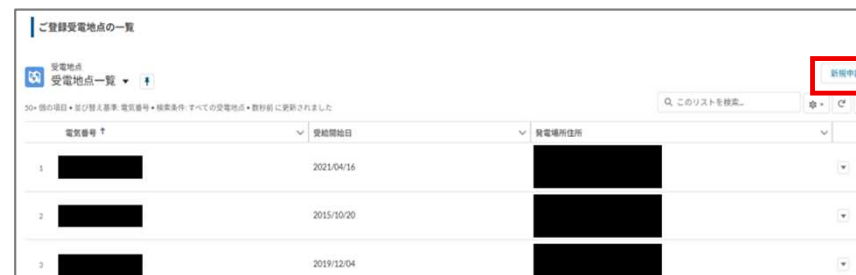 ご登録受電地点の一覧
受電地点
受電地点一覧
新規申
50+ 個の項目 • 並び替え基準: 電気番号 • 検索条件: すべての受電地点 • 数秒前 に更新されました
このリストを検索...
電気番号 ↑ 受給開始日 発電場所住所
1 2021/04/16
2 2015/10/20
3 2019/12/04